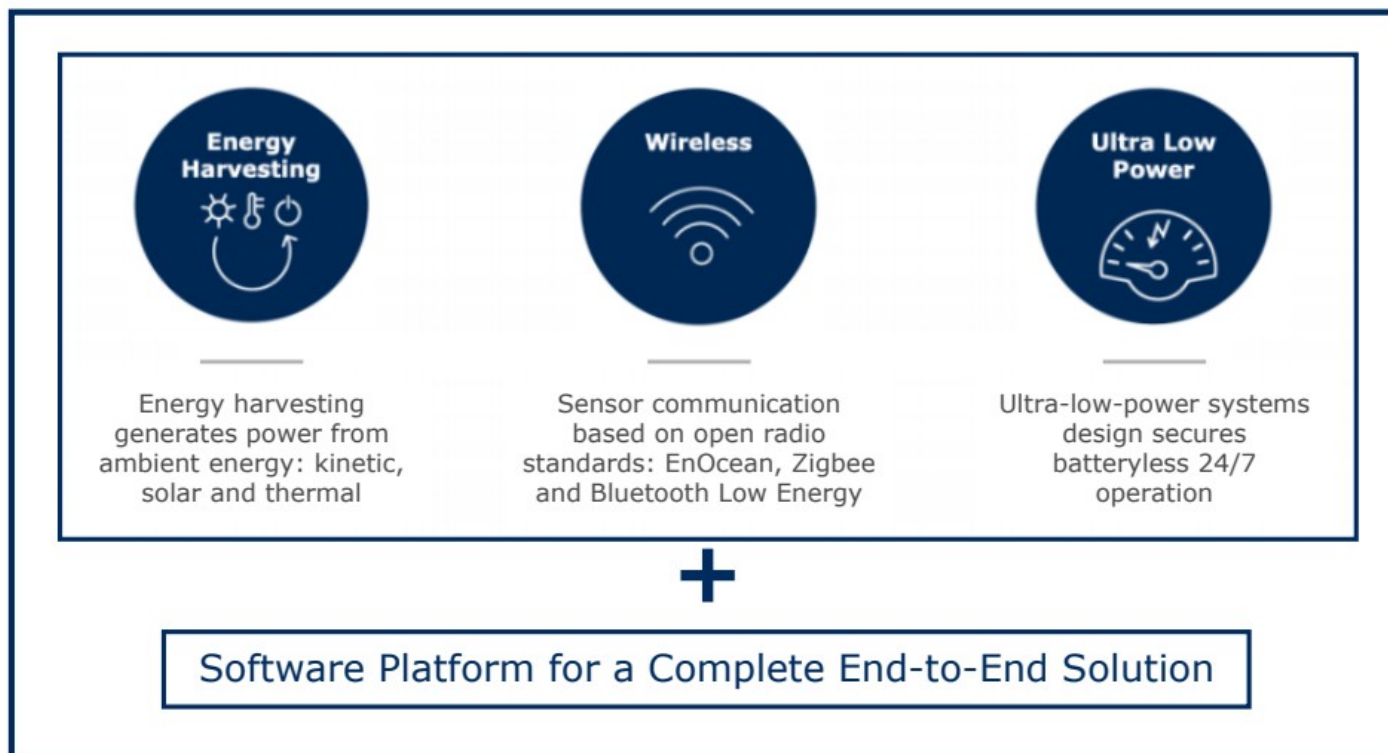 Energy
Harvesting
Energy harvesting
generates power from
ambient energy: kinetic,
solar and thermal
Wireless
Sensor communication
based on open radio
standards: EnOcean, Zigbee
and Bluetooth Low Energy
Ultra Low
Power
Ultra-low-power systems
design secures
batteryless 24/7
operation
+
Software Platform for a Complete End-to-End Solution